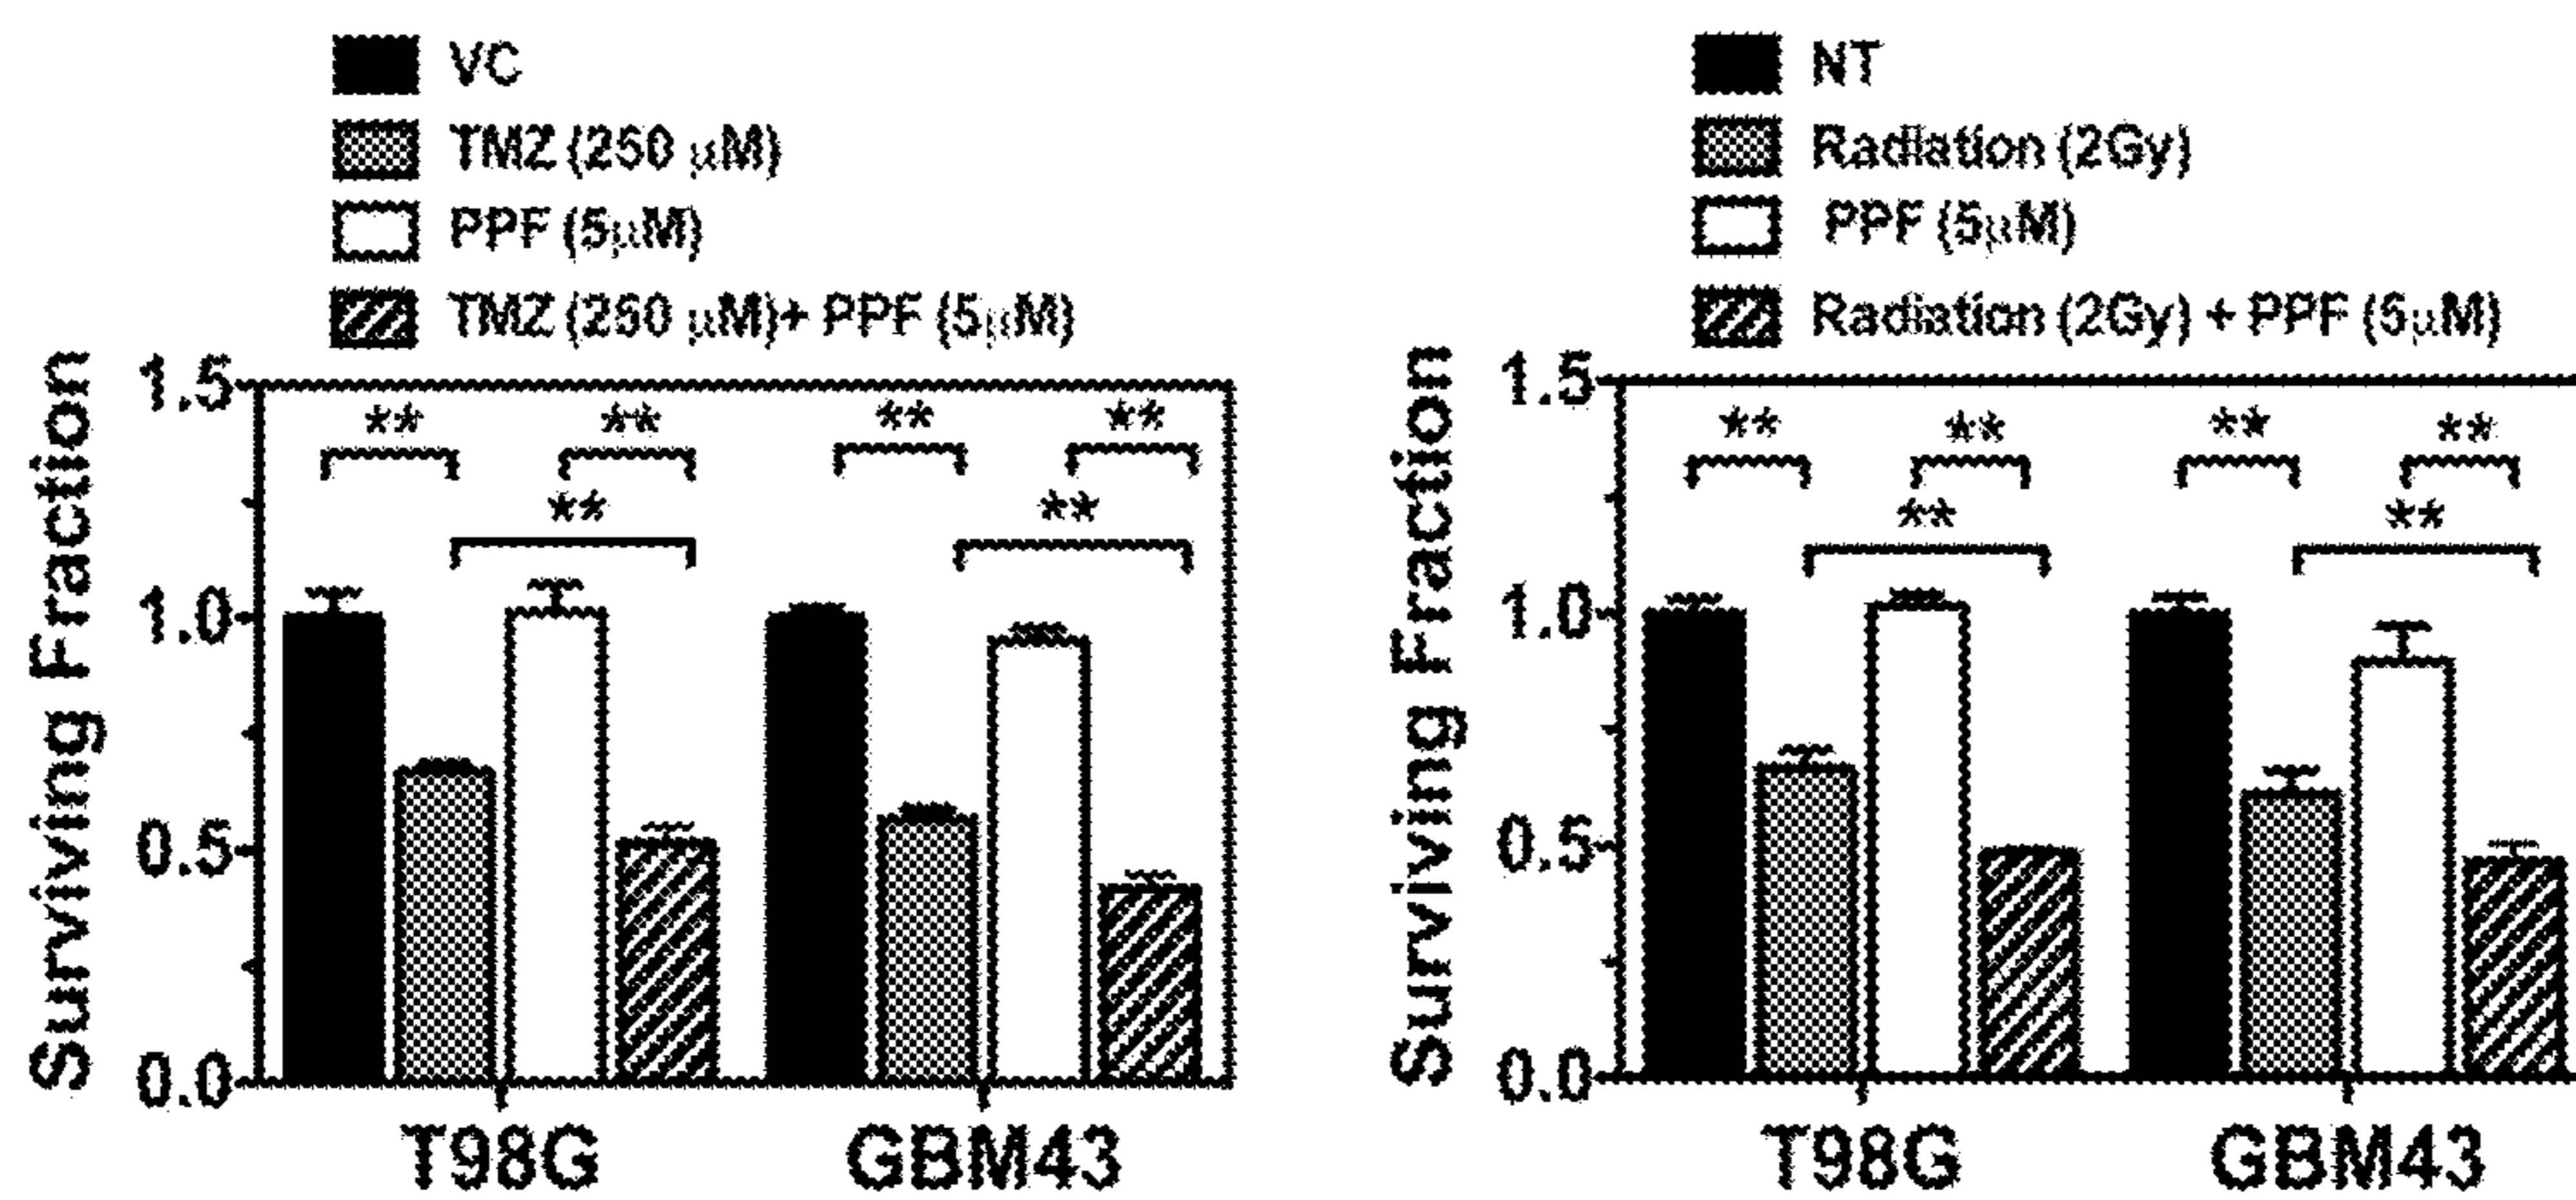 VC
TMZ (250 μM)
PPF (5μM)
TMZ (250 μM)+ PPF (5μM)
Surviving Fraction
1.5
1.0
0.5
0.0
** ** ** **
** **
T98G GBM43
NT
Radiation (2Gy)
PPF (5μM)
Radiation (2Gy) + PPF (5μM)
Surviving Fraction
1.5
1.0
0.5
0.0
** ** ** **
** **
T98G GBM43